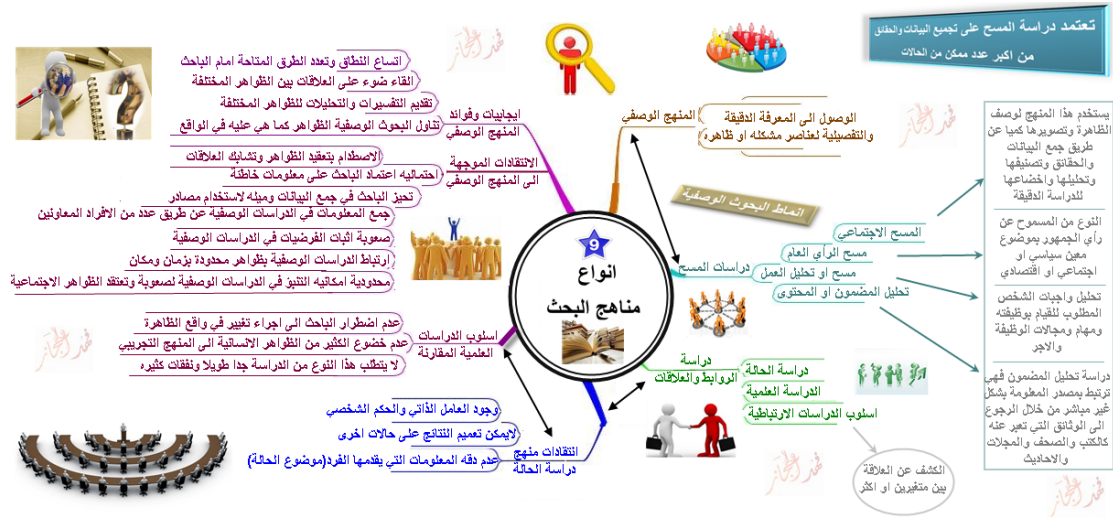 تعتمد دراسة المسح على تجميع البيانات والحقائق
من اكبر عدد ممكن من الحالات
9
انواع
مناهج البحث
المنهج الوصفي
الوصول الى المعرفة الدقيقة
والتفصيلية لعناصر مشكله او ظاهره
انماط البحوث الوصفية
دراسات المسح
المسح الاجتماعي
مسح الرأي العام
مسح او تحليل العمل
تحليل المضمون او المحتوى
يستخدم هذا المنهج لوصف
الظاهرة وتصويرها كميا عن
طريق جمع البيانات
والحقائق وتصنيفها
وتحليلها واخضاعها
للدراسة الدقيقة
النوع من المسموح عن
رأي الجمهور بموضوع
معين سياسي او
اجتماعي او اقتصادي
تحليل واجبات الشخص
المطلوب للقيام بوظيفته
ومهام ومجالات الوظيفة
والاجر
دراسة تحليل المضمون فهي
ترتبط بمصدر المعلومة بشكل
غير مباشر من خلال الرجوع
الى الوثائق التي تعبر عنه
كالكتب والصحف والمجلات
والاحاديث
دراسة
الروابط والعلاقات
دراسة الحالة
الدراسة العلمية
اسلوب الدراسات الارتباطية
الكشف عن العلاقة
بين متغيرين او اكثر
انتقادات منهج
دراسة الحالة
وجود العامل الذاتي والحكم الشخصي
لايمكن تعميم النتائج على حالات اخرى
عدم دقه المعلومات التي يقدمها الفرد(موضوع الحالة)
اسلوب الدراسات
العلمية المقارنة
عدم اضطرار الباحث الى اجراء تغيير في واقع الظاهرة
عدم خضوع الكثير من الظواهر الانسانية الى المنهج التجريبي
لا يتطلب هذا النوع من الدراسة جدا طويلا ونفقات كثيره
الانتقادات الموجهة
الى المنهج الوصفي
الاصطدام بتعقيد الظواهر وتشابك العلاقات
احتماليه اعتماد الباحث على معلومات خاطئة
تحيز الباحث في جمع البيانات وميله لاستخدام مصادر
جمع المعلومات في الدراسات الوصفية عن طريق عدد من الافراد المعاونين
صعوبة اثبات الفرضيات في الدراسات الوصفية
ارتباط الدراسات الوصفية بظواهر محدودة بزمان ومكان
محدودية امكانيه التنبؤ في الدراسات الوصفية لصعوبة وتعتقد الظواهر الاجتماعية
ايجابيات وفوائد
المنهج الوصفي
اتساع النطاق وتعدد الطرق المتاحة امام الباحث
القاء ضوء على العلاقات بين الظواهر المختلفة
تقديم التفسيرات والتحليلات للظواهر المختلفة
تناول البحوث الوصفية الظواهر كما هي عليه في الواقع